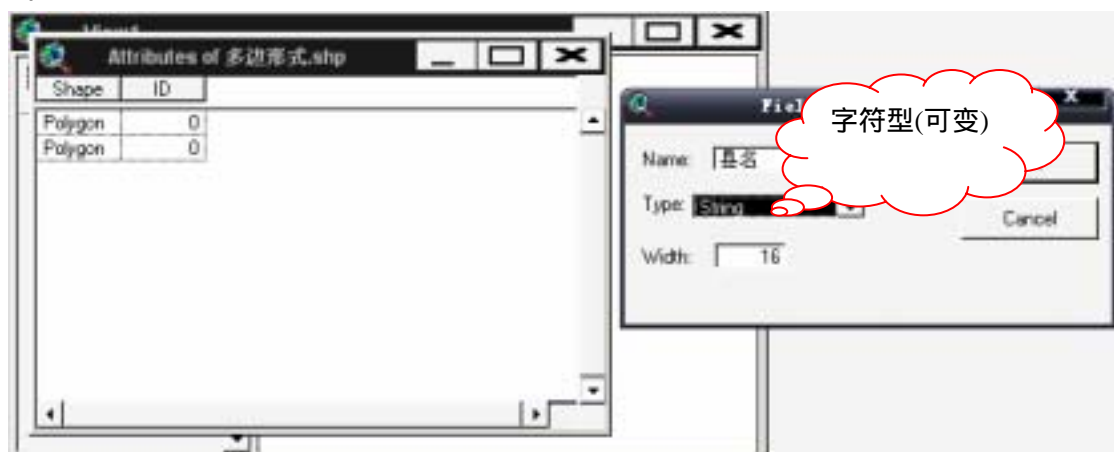 View1
Attributes of 多边形式.shp
Shape ID
Polygon 0
Polygon 0
字符型(可变)
Name: 县名
Type: String
Cancel
Width: 16